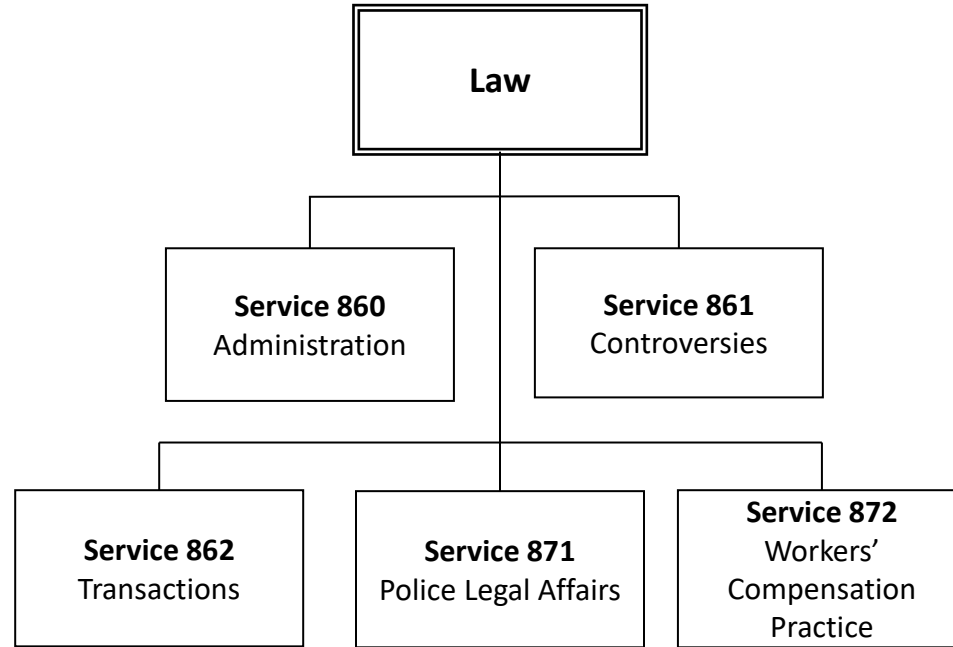 Law
Service 860
Administration
Service 861
Controversies
Service 862
Transactions
Service 871
Police Legal Affairs
Service 872
Workers’
Compensation
Practice